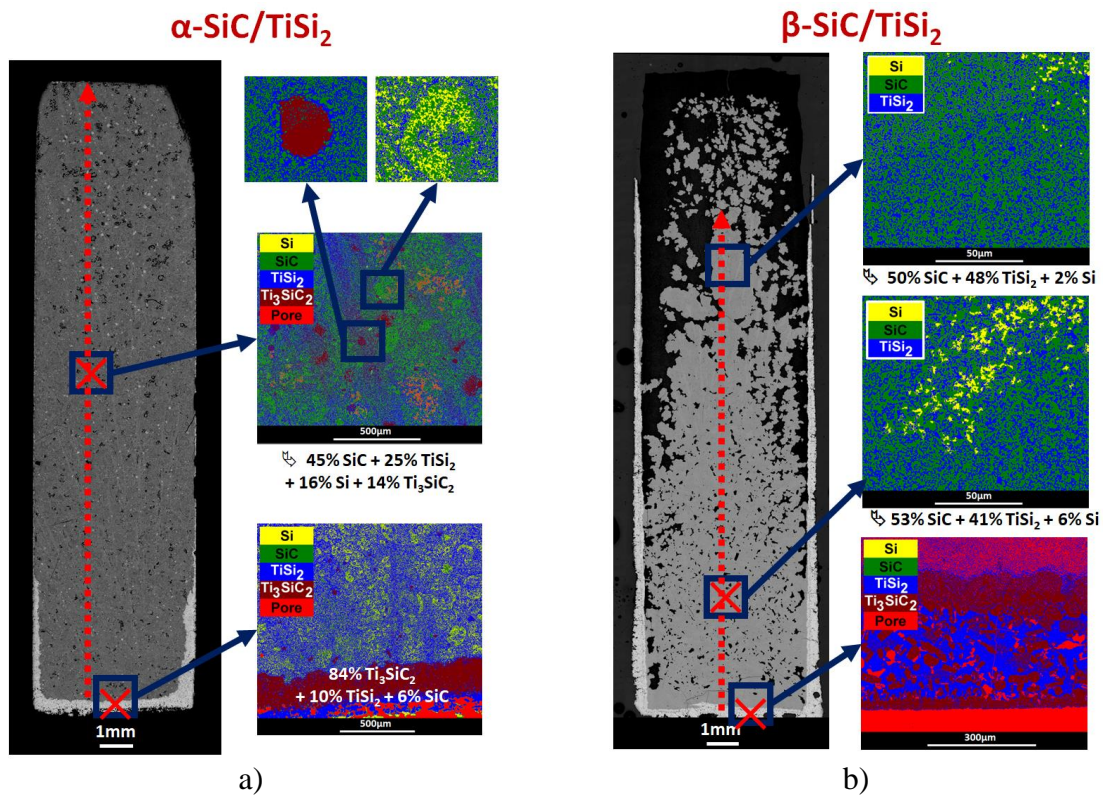 α-SiC/TiSi₂
Si
SiC
TiSi₂
Ti₃SiC₂
Pore
500µm
↳ 45% SiC + 25% TiSi₂
+ 16% Si + 14% Ti₃SiC₂
Si
SiC
TiSi₂
Ti₃SiC₂
Pore
84% Ti₃SiC₂
+ 10% TiSi₂ + 6% SiC
500µm
1mm
a)
β-SiC/TiSi₂
Si
SiC
TiSi₂
50µm
↳ 50% SiC + 48% TiSi₂ + 2% Si
Si
SiC
TiSi₂
50µm
↳ 53% SiC + 41% TiSi₂ + 6% Si
Si
SiC
TiSi₂
Ti₃SiC₂
Pore
300µm
1mm
b)